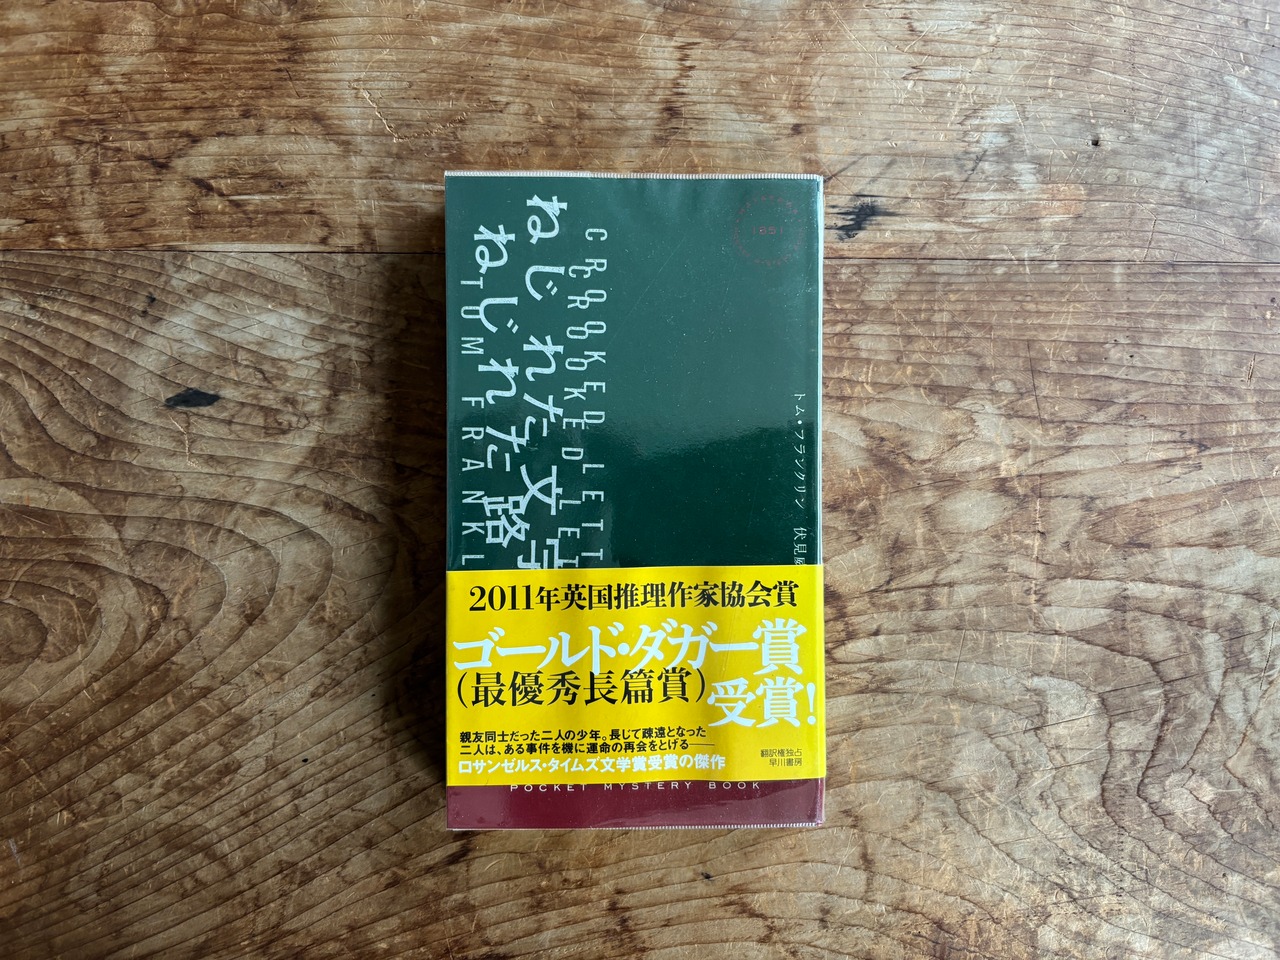 ねじれた文字
ねじれた路
CROOKED LETT
CROOKED LET
TOM FRANKL
1851
トム・フランクリン 伏見
2011年英国推理作家協会賞
ゴールド・ダガー賞
(最優秀長篇賞)受賞!
親友同士だった二人の少年。長じて疎遠となった
二人は、ある事件を機に運命の再会をとげる——
ロサンゼルス・タイムズ文学賞受賞の傑作
翻訳権独占
早川書房
POCKET MYSTERY BOOK